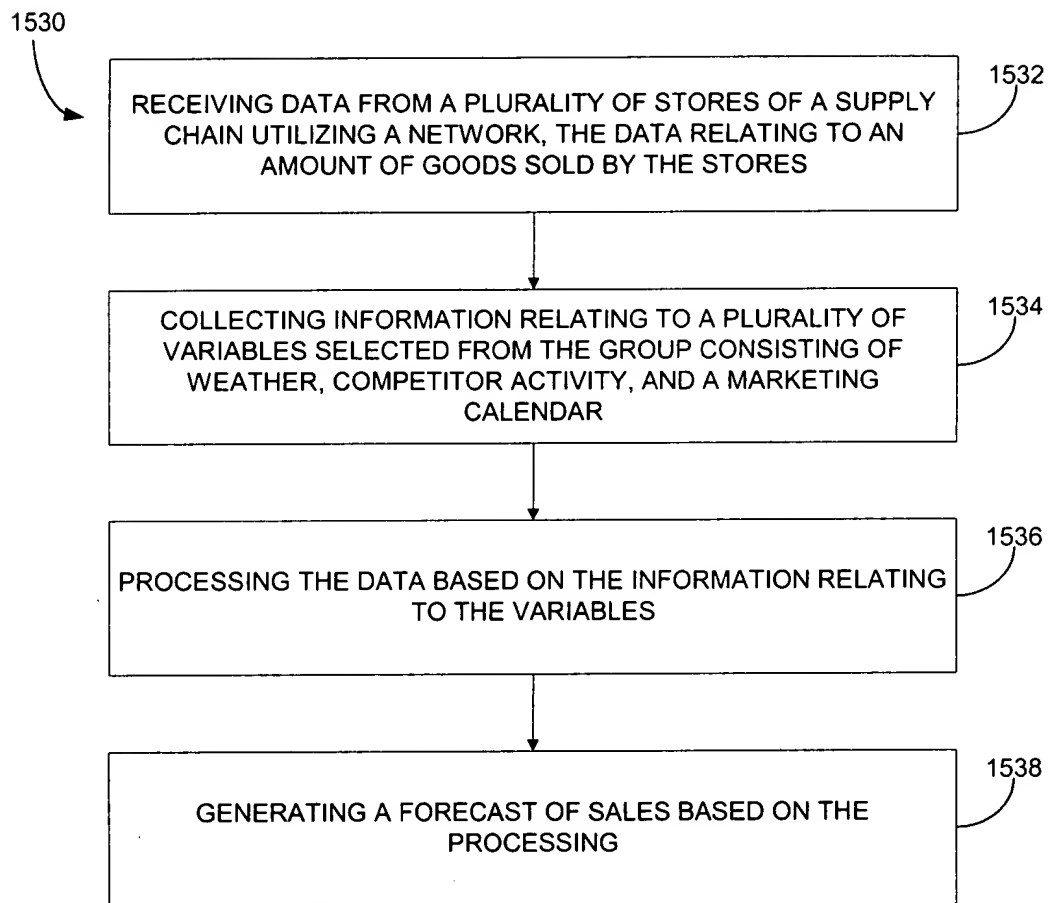 1530
1532
RECEIVING DATA FROM A PLURALITY OF STORES OF A SUPPLY
CHAIN UTILIZING A NETWORK, THE DATA RELATING TO AN
AMOUNT OF GOODS SOLD BY THE STORES
1534
COLLECTING INFORMATION RELATING TO A PLURALITY OF
VARIABLES SELECTED FROM THE GROUP CONSISTING OF
WEATHER, COMPETITOR ACTIVITY, AND A MARKETING
CALENDAR
1536
PROCESSING THE DATA BASED ON THE INFORMATION RELATING
TO THE VARIABLES
1538
GENERATING A FORECAST OF SALES BASED ON THE
PROCESSING